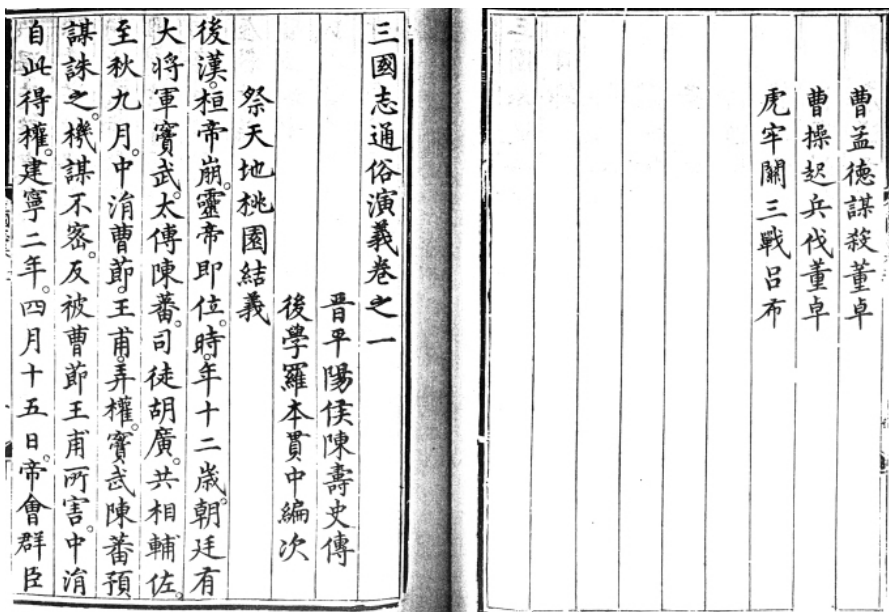 曹孟德謀殺董卓
曹操起兵伐董卓
虎牢關三戰呂布
三國志通俗演義卷之一
晉平陽侯陳壽史傳
後學羅本貫中編次
祭天地桃園結義
後漢。桓帝崩。靈帝即位。時年十二歲。朝廷有
大將軍竇武。太傅陳蕃。司徒胡廣。共相輔佐。
至秋九月。中涓曹節。王甫。弄權。竇武陳蕃預
謀誅之。機謀不密。反被曹節王甫所害。中涓
自此得權。建寧二年。四月十五日。帝會群臣